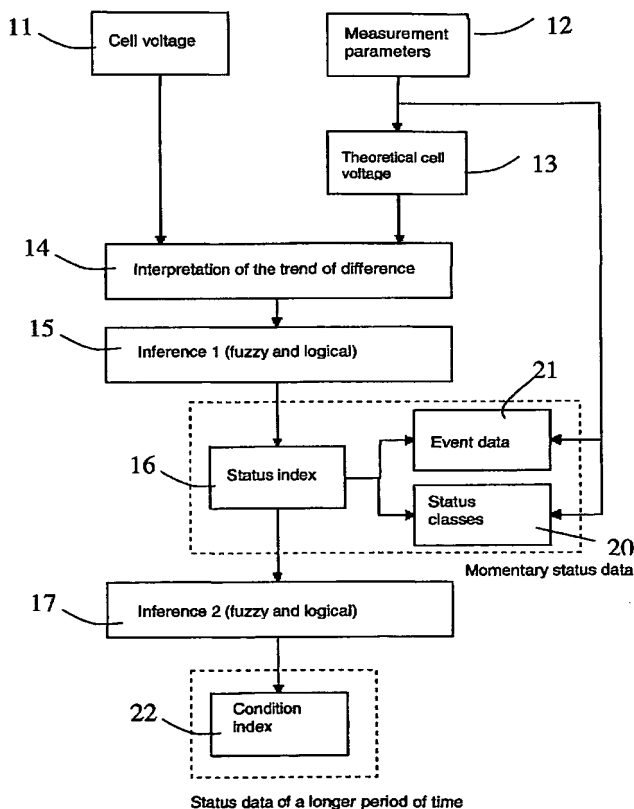 11
Cell voltage
Measurement
parameters
12
Theoretical cell
voltage
13
14
Interpretation of the trend of difference
15
Inference 1 (fuzzy and logical)
21
Event data
16
Status index
Status
classes
20
Momentary status data
17
Inference 2 (fuzzy and logical)
22
Condition
index
Status data of a longer period of time